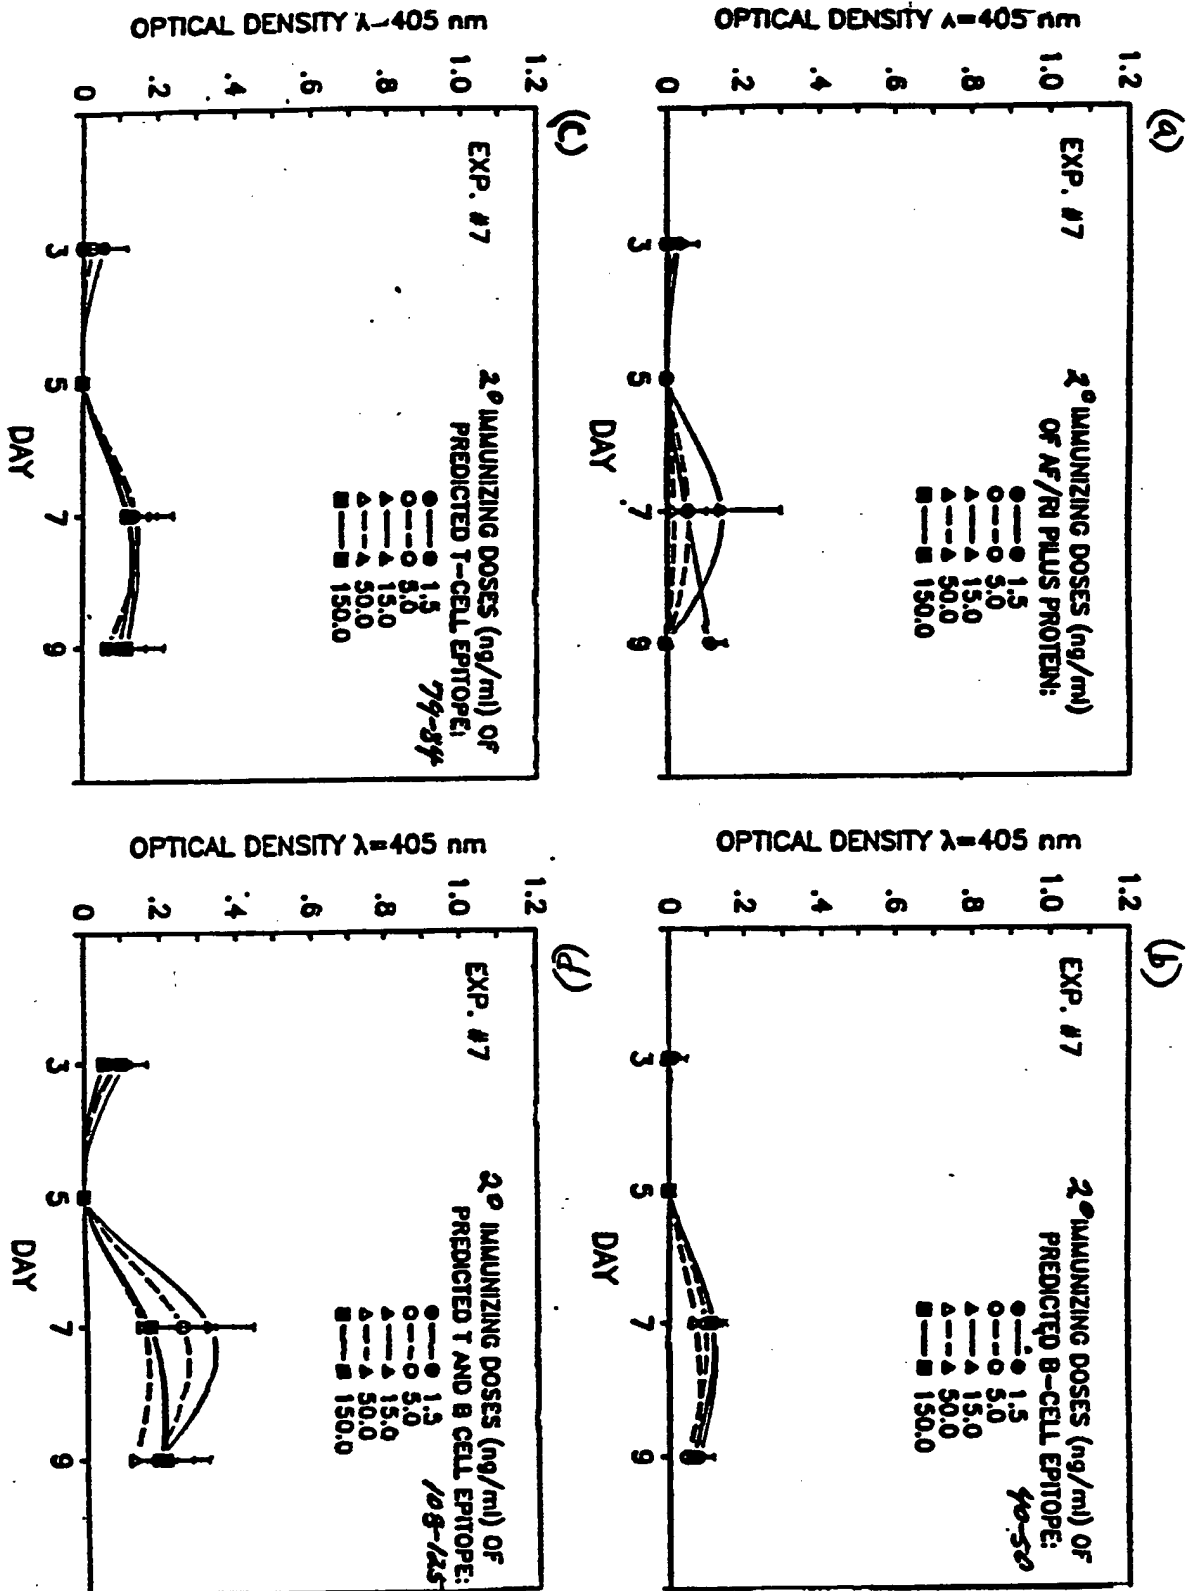 (a)
OPTICAL DENSITY λ=405 nm
1.2
1.0
.8
.6
.4
.2
0
EXP. #7
2° IMMUNIZING DOSES (ng/ml)
OF AF/R1 PILUS PROTEIN:
1.5
5.0
15.0
50.0
150.0
3
5
7
9
DAY
(b)
OPTICAL DENSITY λ=405 nm
1.2
1.0
.8
.6
.4
.2
0
EXP. #7
2° IMMUNIZING DOSES (ng/ml) OF
PREDICTED B-CELL EPITOPE:
40-50
1.5
5.0
15.0
50.0
150.0
3
5
7
9
DAY
(c)
OPTICAL DENSITY λ-405 nm
1.2
1.0
.8
.6
.4
.2
0
EXP. #7
2° IMMUNIZING DOSES (ng/ml) OF
PREDICTED T-CELL EPITOPE:
79-84
1.5
5.0
15.0
50.0
150.0
3
5
7
9
DAY
(d)
OPTICAL DENSITY λ=405 nm
1.2
1.0
.8
.6
.4
.2
0
EXP. #7
2° IMMUNIZING DOSES (ng/ml) OF
PREDICTED T AND B CELL EPITOPE:
108-125
1.5
5.0
15.0
50.0
150.0
3
5
7
9
DAY